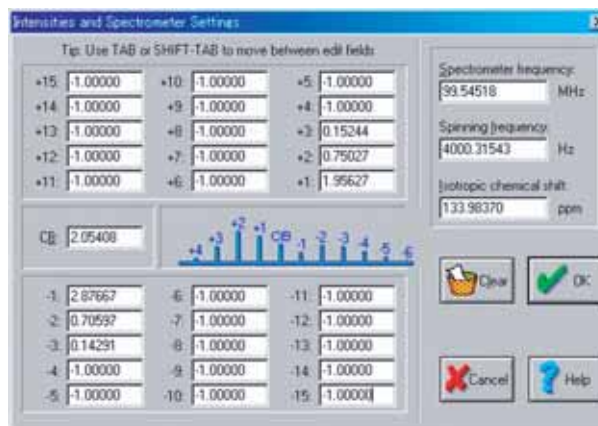 Intensities and Spectrometer Settings
Tip: Use TAB or SHIFT-TAB to move between edit fields
+15: -1.00000 +10: -1.00000 +5: -1.00000
+14: -1.00000 +9: -1.00000 +4: -1.00000
+13: -1.00000 +8: -1.00000 +3: 0.15244
+12: -1.00000 +7: -1.00000 +2: 0.75027
+11: -1.00000 +6: -1.00000 +1: 1.95627
Spectrometer frequency:
99.54518 MHz
Spinning frequency:
4000.31543 Hz
Isotropic chemical shift:
133.98370 ppm
CB: 2.05408
+4 +3 +2 +1 CB -1 -2 -3 -4 -5 -6
-1: 2.87667 -6: -1.00000 -11: -1.00000
-2: 0.70597 -7: -1.00000 -12: -1.00000
-3: 0.14291 -8: -1.00000 -13: -1.00000
-4: -1.00000 -9: -1.00000 -14: -1.00000
-5: -1.00000 -10: -1.00000 -15: -1.00000
Clear
OK
Cancel
Help